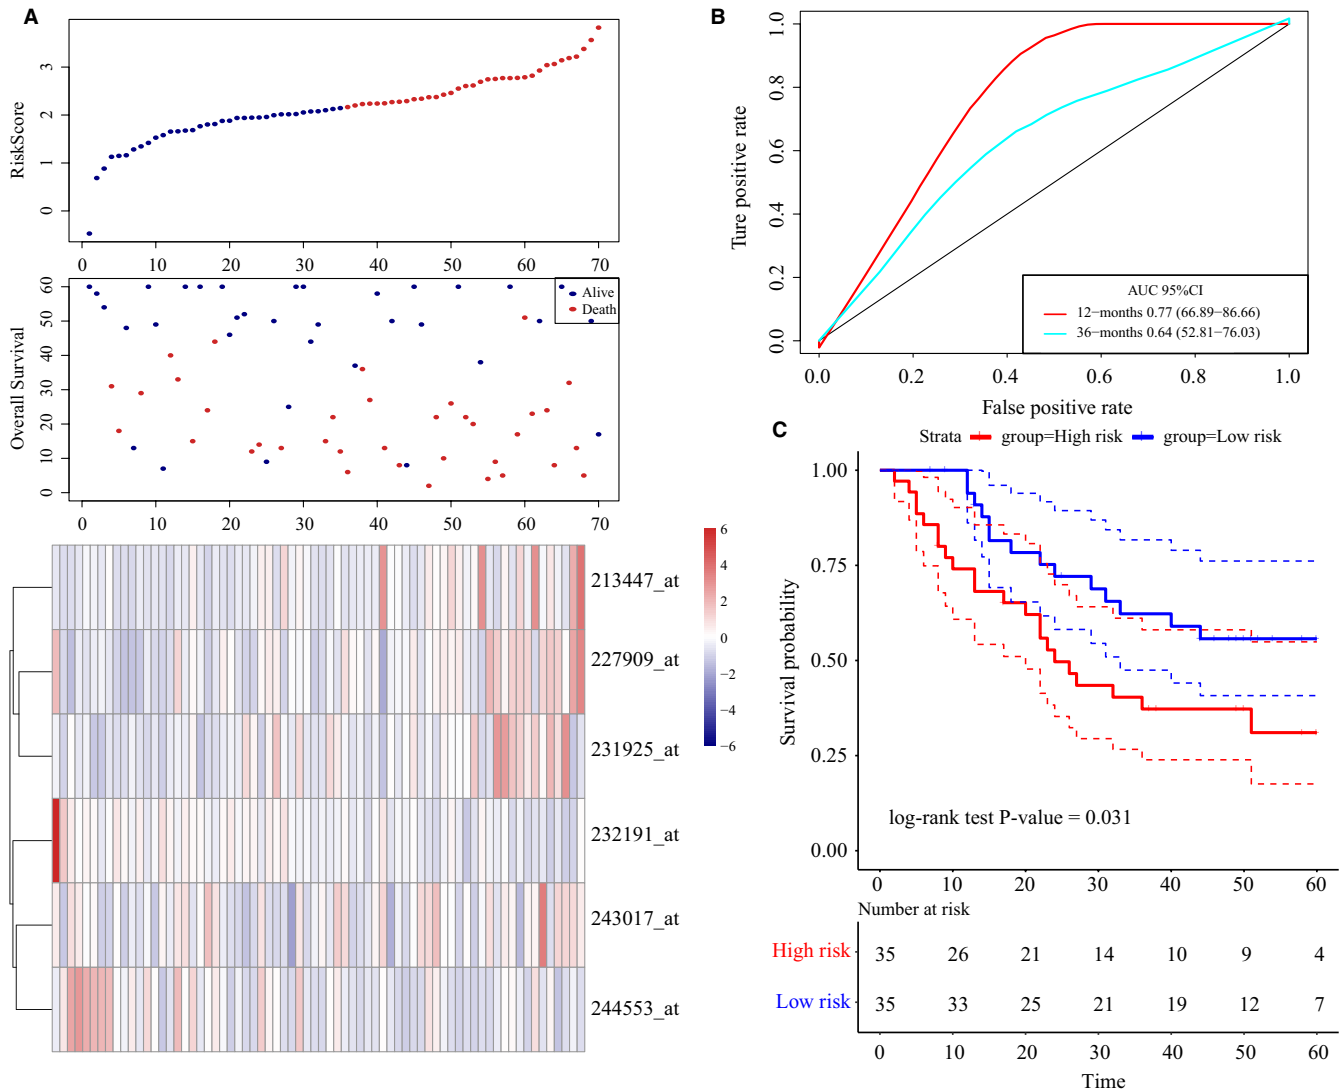 A
RiskScore
3
2
1
0
0 10 20 30 40 50 60 70
Overall Survival
60
50
40
30
20
10
0
Alive
Death
0 10 20 30 40 50 60 70
213447_at
227909_at
231925_at
232191_at
243017_at
244553_at
6
4
2
0
−2
−4
−6
B
Ture positive rate
1.0
0.8
0.6
0.4
0.2
0.0
AUC 95%CI
12−months 0.77 (66.89−86.66)
36−months 0.64 (52.81−76.03)
0.0 0.2 0.4 0.6 0.8 1.0
False positive rate
C
Strata group=High risk group=Low risk
Survival probability
1.00
0.75
0.50
0.25
0.00
log-rank test P-value = 0.031
0 10 20 30 40 50 60
Number at risk
High risk 35 26 21 14 10 9 4
Low risk 35 33 25 21 19 12 7
0 10 20 30 40 50 60
Time